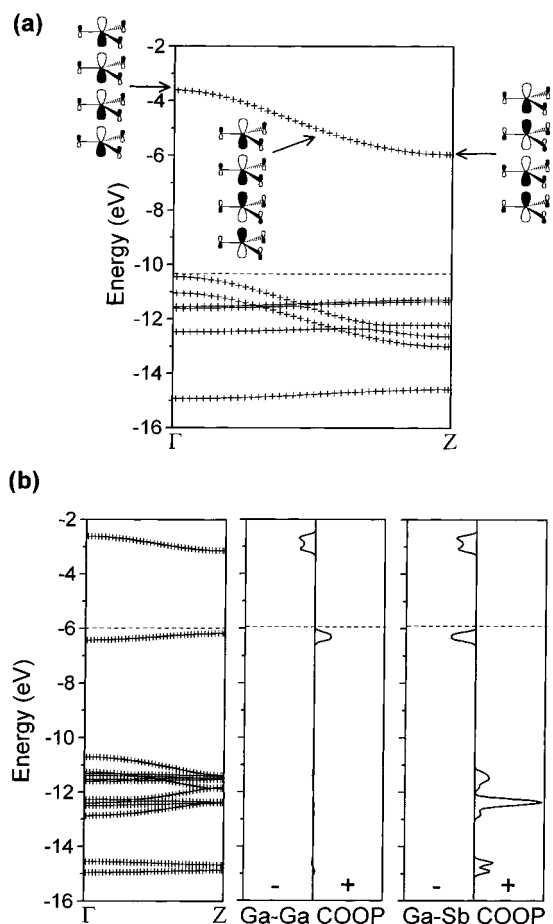 (a)
-2
-4
-6
-8
-10
-12
-14
-16
Energy (eV)
Γ Z
(b)
-2
-4
-6
-8
-10
-12
-14
-16
Energy (eV)
- + - +
Γ Z Ga~Ga COOP Ga-Sb COOP